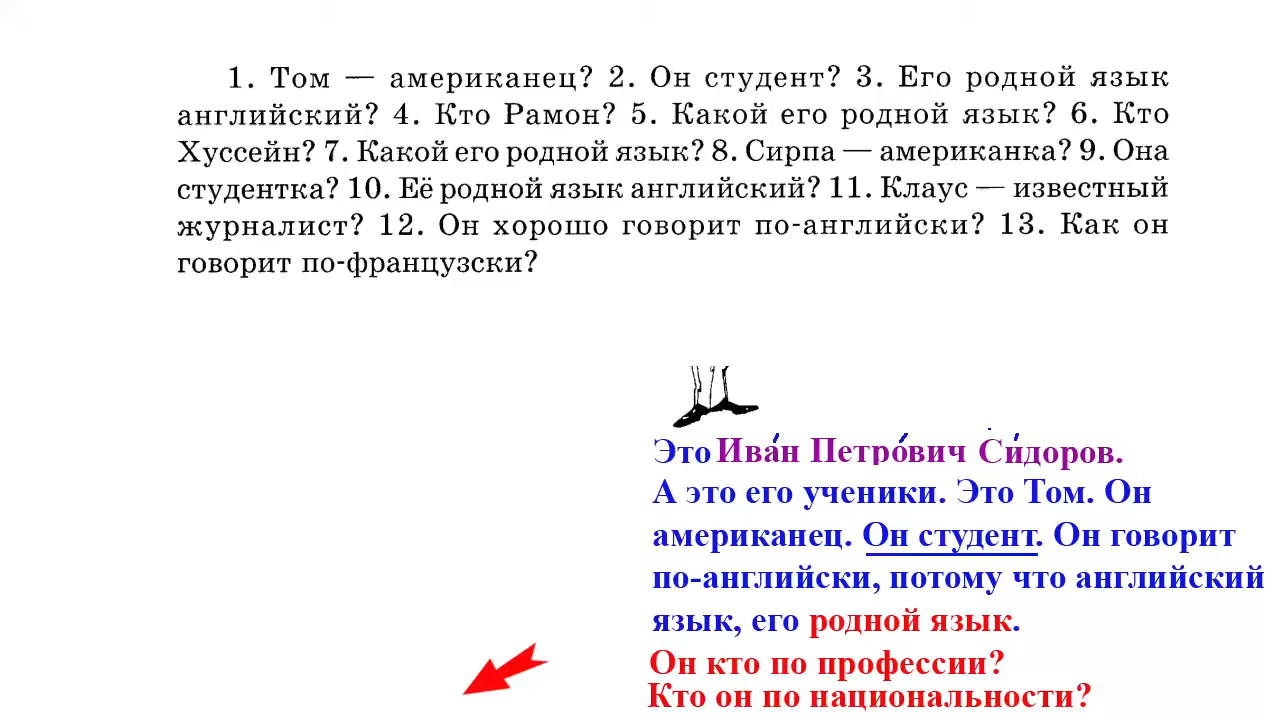 1. Том — американец? 2. Он студент? 3. Его родной язык
английский? 4. Кто Рамон? 5. Какой его родной язык? 6. Кто
Хуссейн? 7. Какой его родной язык? 8. Сирпа — американка? 9. Она
студентка? 10. Её родной язык английский? 11. Клаус — известный
журналист? 12. Он хорошо говорит по-английски? 13. Как он
говорит по-французски?
Это Ива́н Петро́вич Си́доров.
А это его ученики. Это Том. Он
американец. Он студент. Он говорит
по-английски, потому что английский
язык, его родной язык.
Он кто по профессии?
Кто он по национальности?